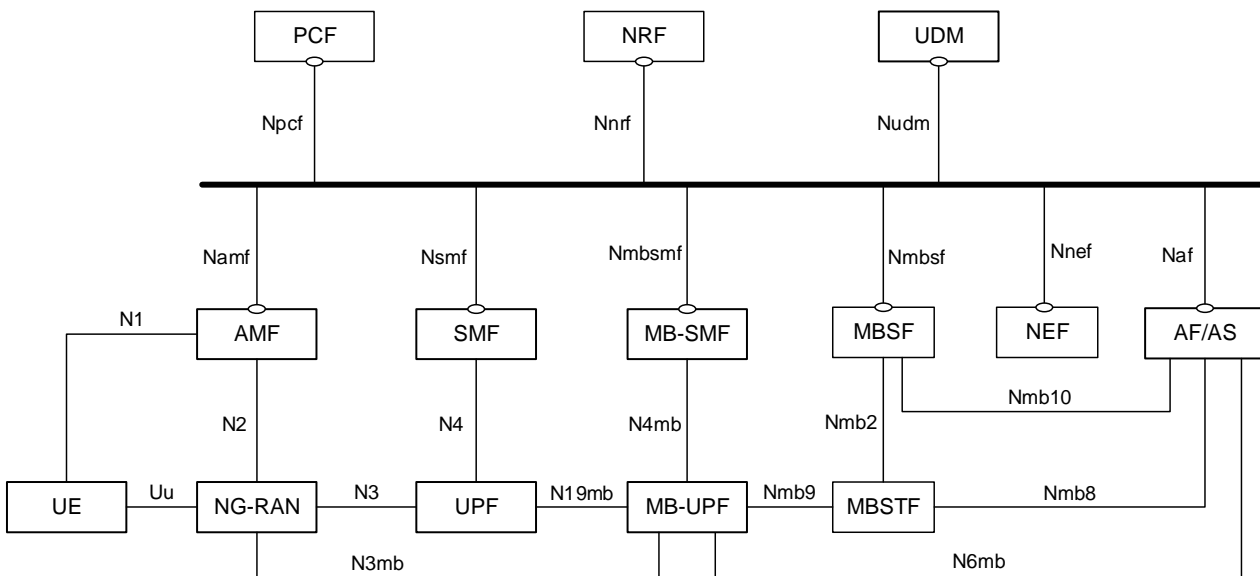 PCF
NRF
UDM
Npcf
Nnrf
Nudm
Namf
Nsmf
Nmbsmf
Nmbsf
Nnef
Naf
N1
AMF
SMF
MB-SMF
MBSF
NEF
AF/AS
Nmb10
N2
N4
N4mb
Nmb2
UE
Uu
NG-RAN
N3
UPF
N19mb
MB-UPF
Nmb9
MBSTF
Nmb8
N3mb
N6mb